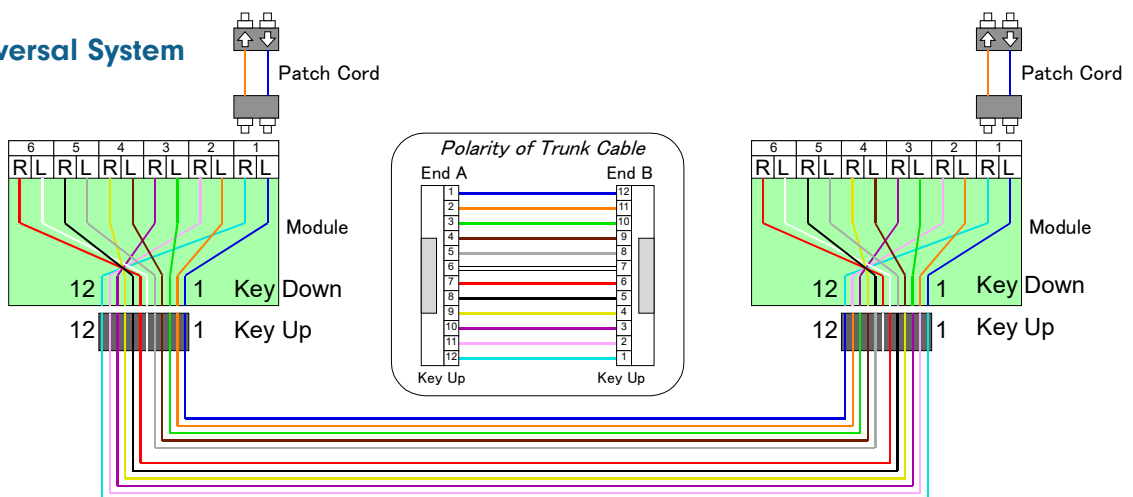 versal System
Patch Cord
Patch Cord
6 5 4 3 2 1
R L R L R L R L R L R L
Module
12 1 Key Down
12 1 Key Up
Polarity of Trunk Cable
End A End B
1 12
2 11
3 10
4 9
5 8
6 7
7 6
8 5
9 4
10 3
11 2
12 1
Key Up Key Up
6 5 4 3 2 1
R L R L R L R L R L R L
Module
12 1 Key Down
12 1 Key Up